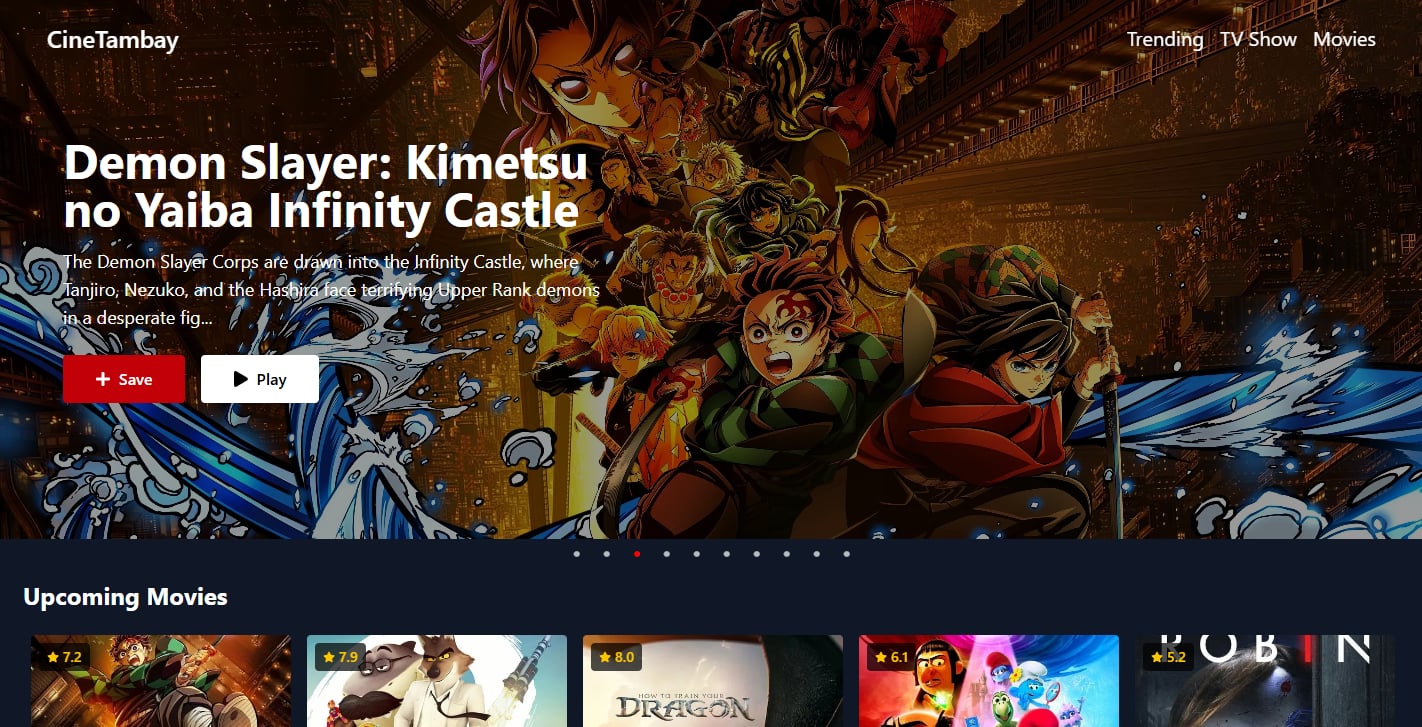 CineTambay
Trending TV Show Movies
Demon Slayer: Kimetsu
no Yaiba Infinity Castle
The Demon Slayer Corps are drawn into the Infinity Castle, where
Tanjiro, Nezuko, and the Hashira face terrifying Upper Rank demons
in a desperate fig...
+ Save
Play
Upcoming Movies
7.2
7.9
8.0
6.1
5.2
HOW TO TRAIN YOUR
DRAGON
ROBIN